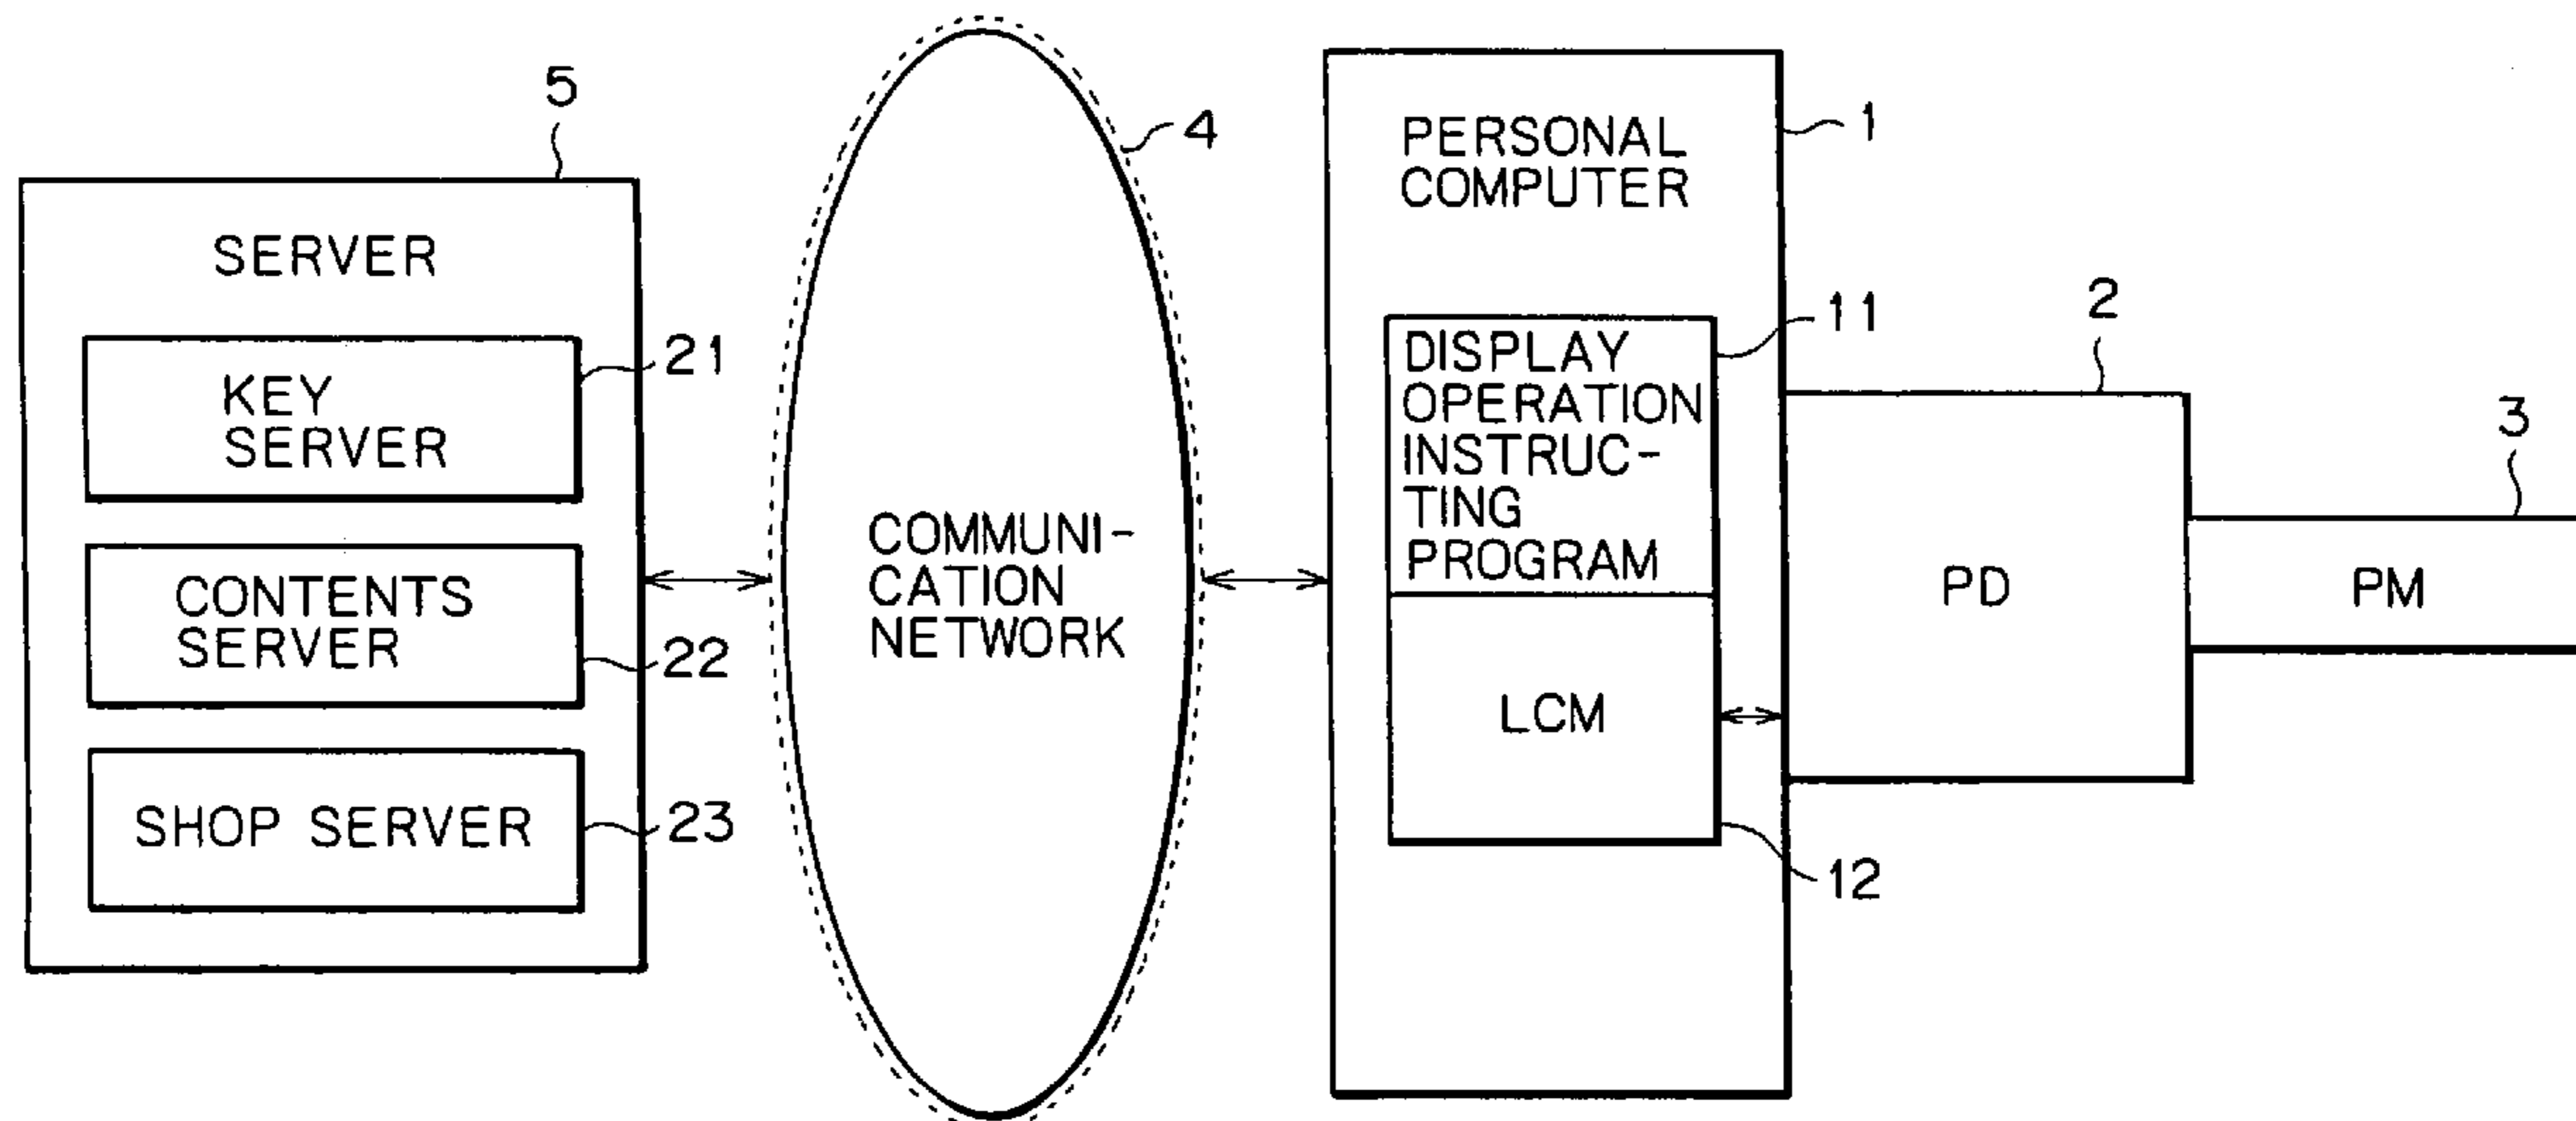 5
SERVER
21
KEY
SERVER
CONTENTS
SERVER
22
SHOP SERVER
23
4
COMMUNI-
CATION
NETWORK
1
PERSONAL
COMPUTER
11
DISPLAY
OPERATION
INSTRUC-
TING
PROGRAM
LCM
12
2
PD
3
PM